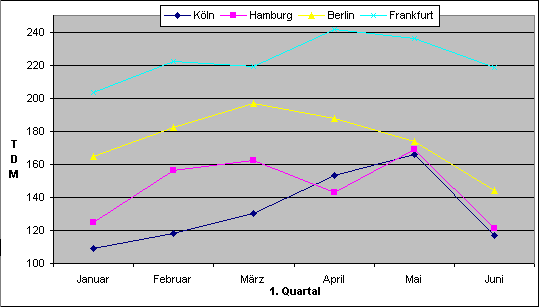 Köln Hamburg Berlin Frankfurt
240
220
200
180
160
140
120
100
T
D
M
Januar Februar März April Mai Juni
1. Quartal